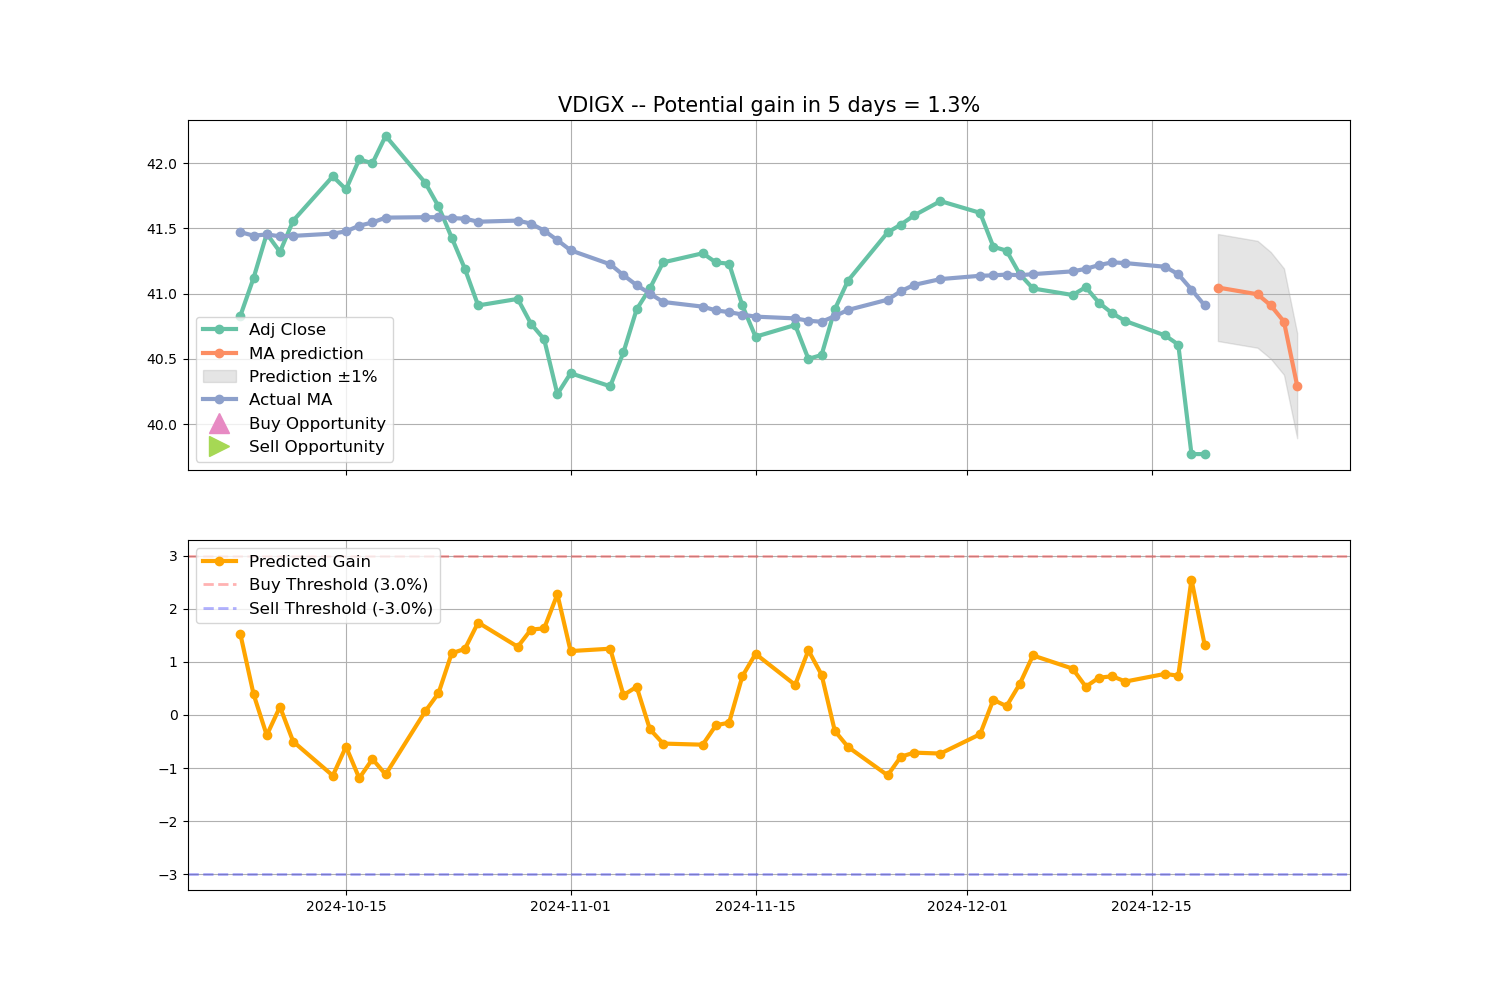 VDIGX -- Potential gain in 5 days = 1.3%
42.0
41.5
41.0
40.5
40.0
Adj Close
MA prediction
Prediction ±1%
Actual MA
Buy Opportunity
Sell Opportunity
3
2
1
0
−1
−2
−3
Predicted Gain
Buy Threshold (3.0%)
Sell Threshold (-3.0%)
2024-10-15 2024-11-01 2024-11-15 2024-12-01 2024-12-15